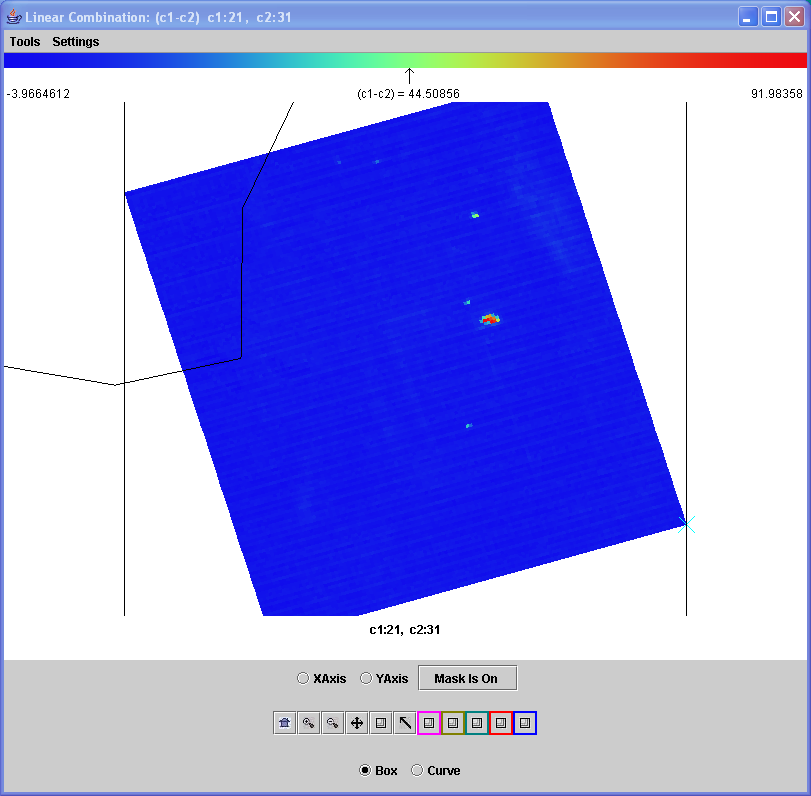 Linear Combination: (c1-c2) c1:21, c2:31
Tools Settings
-3.9664612 (c1-c2) = 44.50856 91.98358
c1:21, c2:31
XAxis YAxis Mask Is On
Box Curve